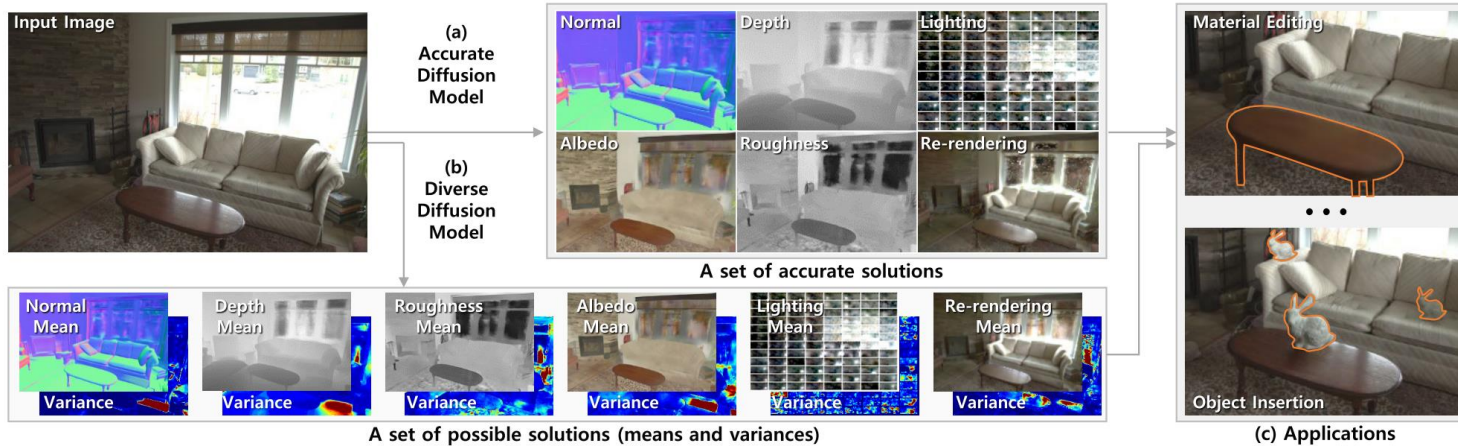 Input Image
(a)
Accurate
Diffusion
Model
(b)
Diverse
Diffusion
Model
Normal
Depth
Lighting
Albedo
Roughness
Re-rendering
A set of accurate solutions
Normal
Mean
Variance
Depth
Mean
Variance
Roughness
Mean
Variance
Albedo
Mean
Variance
Lighting
Mean
Variance
Re-rendering
Mean
Variance
A set of possible solutions (means and variances)
Material Editing
• • •
Object Insertion
(c) Applications